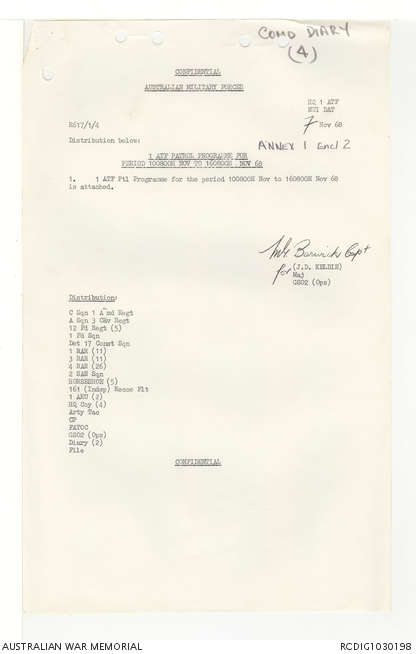 COMD DIARY
(4)
CONFIDENTIAL
AUSTRALIAN MILITARY FORCES
HQ 1 ATF
NUI DAT
R617/1/4
7 Nov 68
Distribution below:
ANNEX 1 Encl 2
1 ATF PATROL PROGRAMME FOR
PERIOD 100800H NOV TO 160800H NOV 68
1. 1 ATF Ptl Programme for the period 100800H Nov to 160800H Nov 68
is attached.
Barwick Capt
for (J.D. KELDIE)
Maj
GSO2 (Ops)
Distribution:
C Sqn 1 Armd Regt
A Sqn 3 Cav Regt
12 Fd Regt (5)
1 Fd Sqn
Det 17 Const Sqn
1 RAR (11)
3 RAR (11)
4 RAR (26)
2 SAS Sqn
HORSESHOE (5)
161 (Indep) Recce Flt
1 ARU (2)
HQ Coy (4)
Arty Tac
CP
FATOC
GSO2 (Ops)
Diary (2)
File
CONFIDENTIAL
AUSTRALIAN WAR MEMORIAL
RCDIG1030198